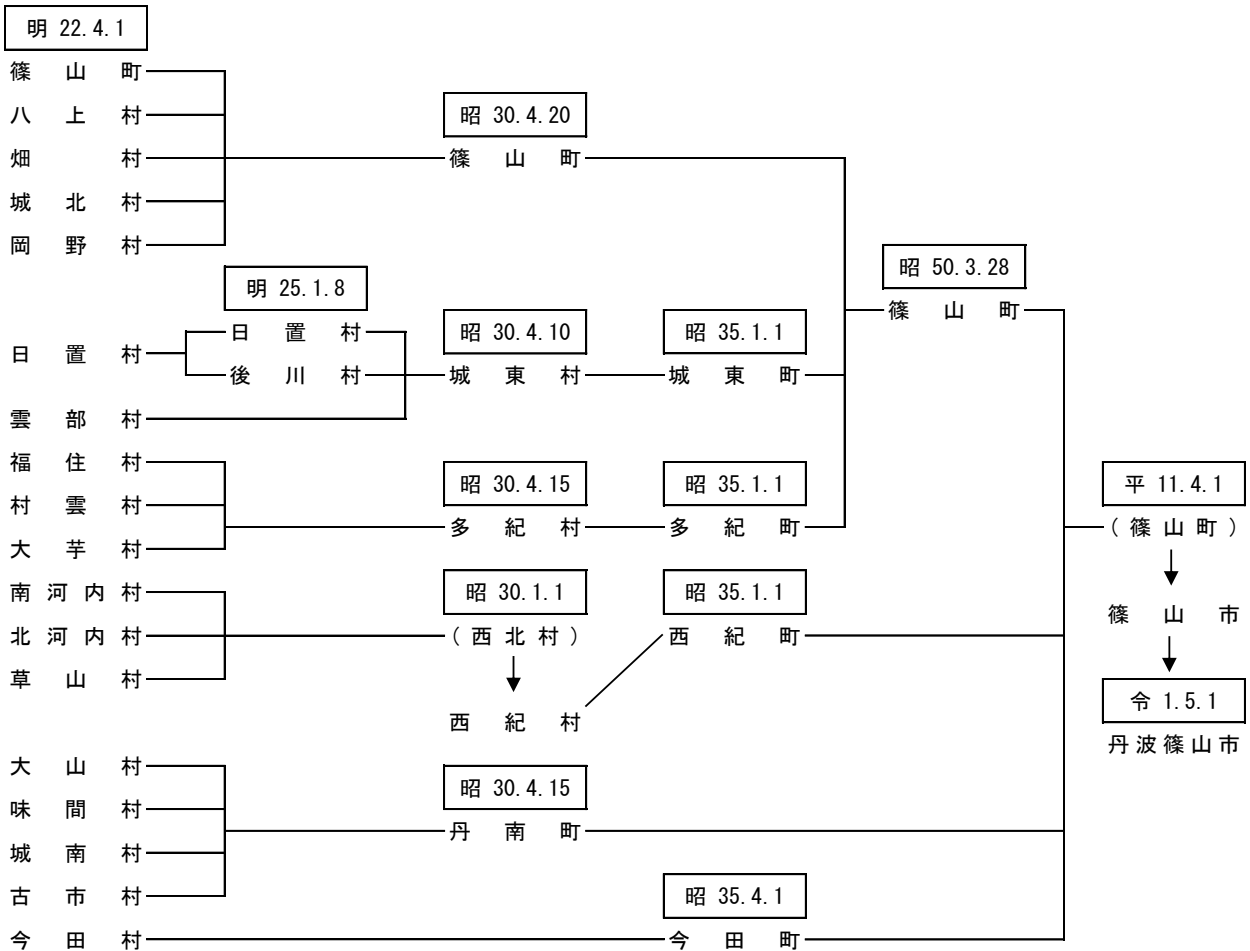 明 22.4.1
篠山町
八上村
畑村
城北村
岡野村
日置村
雲部村
福住村
村雲村
大芋村
南河内村
北河内村
草山村
大山村
味間村
城南村
古市村
今田村
明 25.1.8
日置村
後川村
昭 30.4.20
篠山町
昭 30.4.10
城東村
昭 30.4.15
多紀村
昭 30.1.1
(西北村)
西紀村
昭 30.4.15
丹南町
昭 35.1.1
城東町
昭 35.1.1
多紀町
昭 35.1.1
西紀町
昭 35.4.1
今田町
昭 50.3.28
篠山町
平 11.4.1
(篠山町)
篠山市
令 1.5.1
丹波篠山市